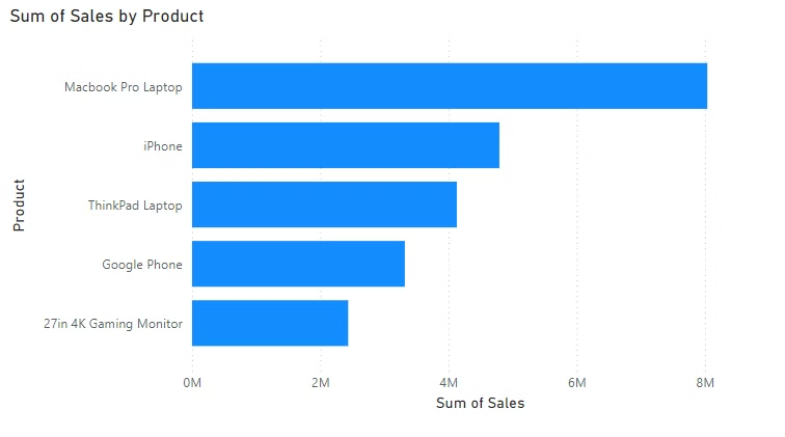 Sum of Sales by Product
Product
Macbook Pro Laptop
iPhone
ThinkPad Laptop
Google Phone
27in 4K Gaming Monitor
0M 2M 4M 6M 8M
Sum of Sales